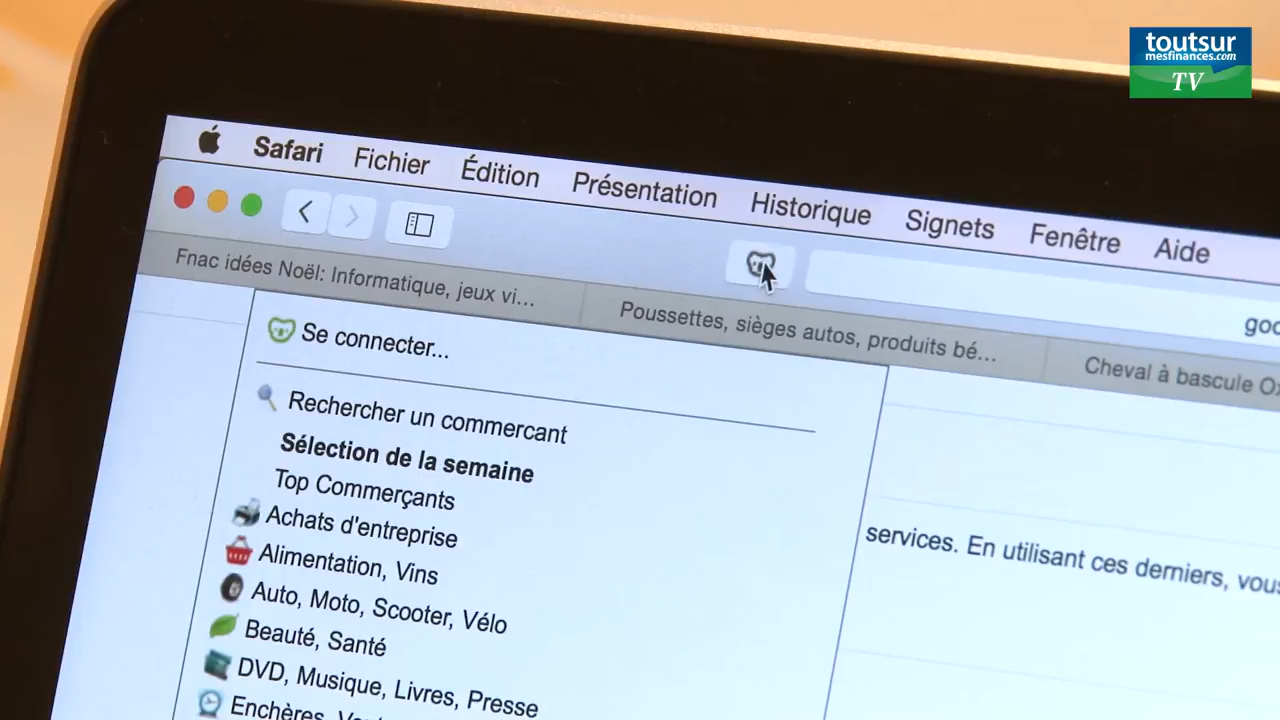 toutsur
mesfinances.com
TV
Safari Fichier Édition Présentation Historique Signets Fenêtre Aide
Fnac idées Noël: Informatique, jeux vi... Poussettes, sièges autos, produits bé... Cheval à bascule
Se connecter...
Rechercher un commercant
Sélection de la semaine
Top Commerçants
Achats d'entreprise
services. En utilisant ces derniers,
Alimentation, Vins
Auto, Moto, Scooter, Vélo
Beauté, Santé
DVD, Musique, Livres, Presse
Enchères,